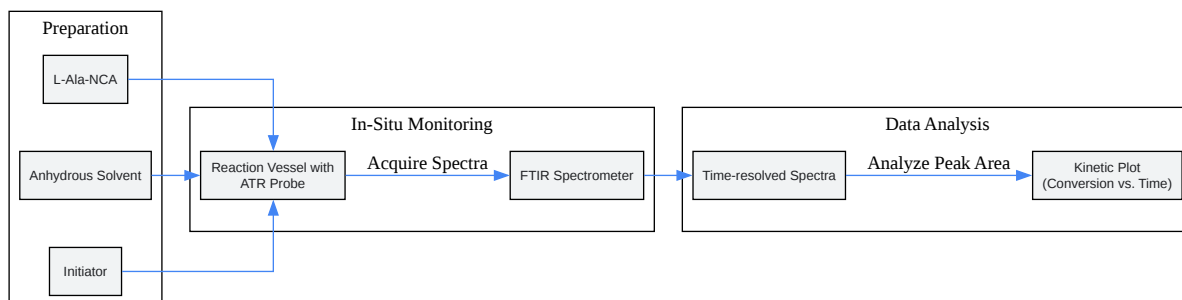 Preparation
L-Ala-NCA
Anhydrous Solvent
Initiator
In-Situ Monitoring
Reaction Vessel with
ATR Probe
Acquire Spectra
FTIR Spectrometer
Data Analysis
Time-resolved Spectra
Analyze Peak Area
Kinetic Plot
(Conversion vs. Time)